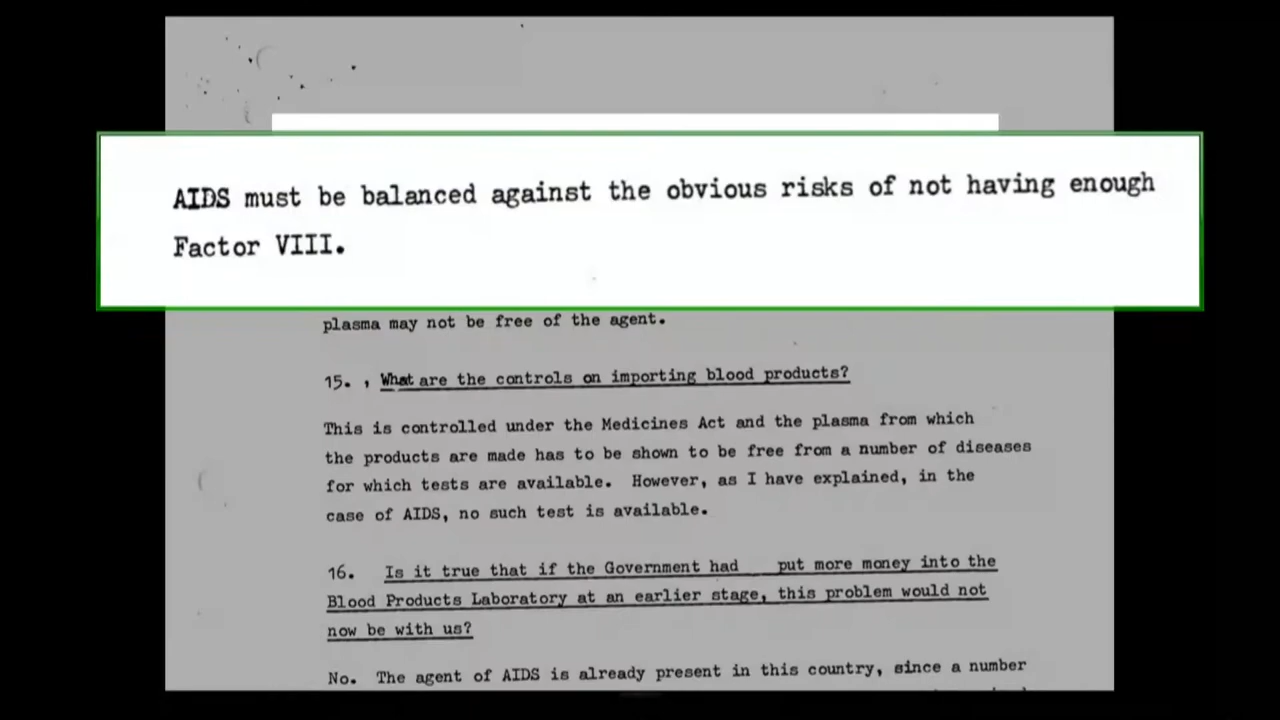 AIDS must be balanced against the obvious risks of not having enough
Factor VIII.
plasma may not be free of the agent.
15. , What are the controls on importing blood products?
This is controlled under the Medicines Act and the plasma from which
the products are made has to be shown to be free from a number of diseases
for which tests are available. However, as I have explained, in the
case of AIDS, no such test is available.
16. Is it true that if the Government had put more money into the
Blood Products Laboratory at an earlier stage, this problem would not
now be with us?
No. The agent of AIDS is already present in this country, since a number